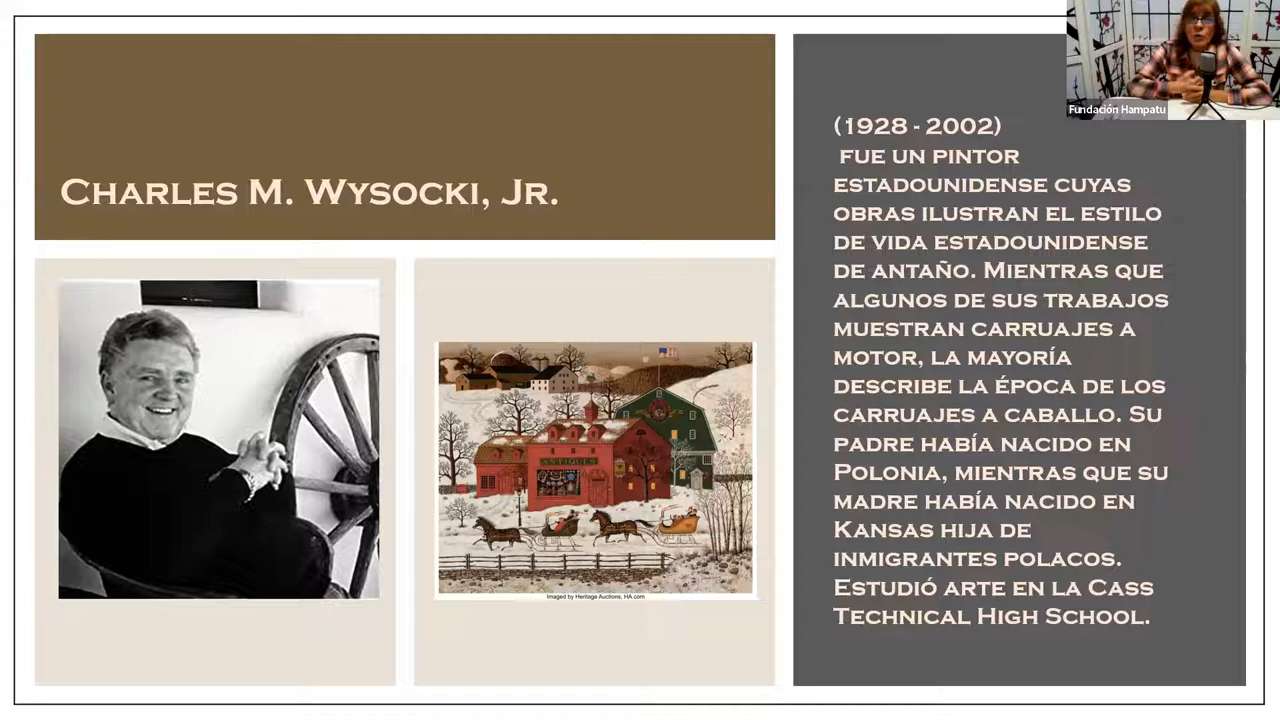 Charles M. Wysocki, Jr.
ANTIQUES
Imaged by Heritage Auctions, HA.com
Fundación Hampatu
(1928 - 2002)
FUE UN PINTOR
ESTADOUNIDENSE CUYAS
OBRAS ILUSTRAN EL ESTILO
DE VIDA ESTADOUNIDENSE
DE ANTAÑO. MIENTRAS QUE
ALGUNOS DE SUS TRABAJOS
MUESTRAN CARRUAJES A
MOTOR, LA MAYORÍA
DESCRIBE LA ÉPOCA DE LOS
CARRUAJES A CABALLO. SU
PADRE HABÍA NACIDO EN
POLONIA, MIENTRAS QUE SU
MADRE HABÍA NACIDO EN
KANSAS HIJA DE
INMIGRANTES POLACOS.
ESTUDIÓ ARTE EN LA CASS
TECHNICAL HIGH SCHOOL.